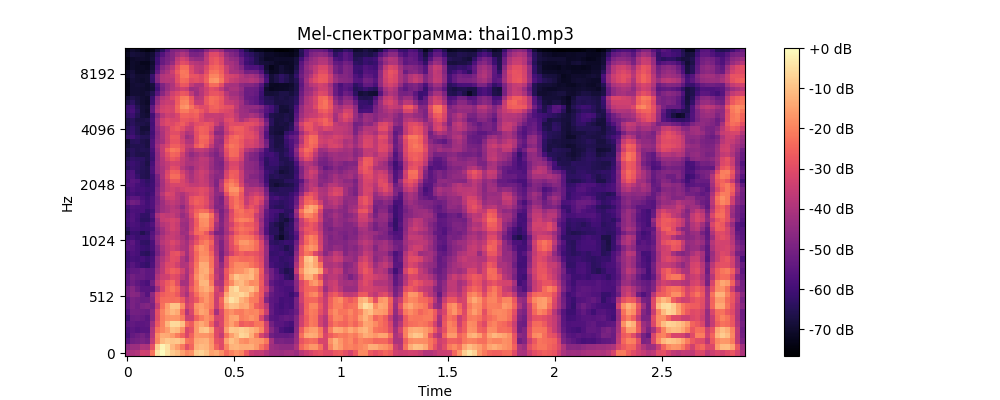 Mel-спектрограмма: thai10.mp3
Hz
8192
4096
2048
1024
512
0
0 0.5 1 1.5 2 2.5
Time
+0 dB
-10 dB
-20 dB
-30 dB
-40 dB
-50 dB
-60 dB
-70 dB